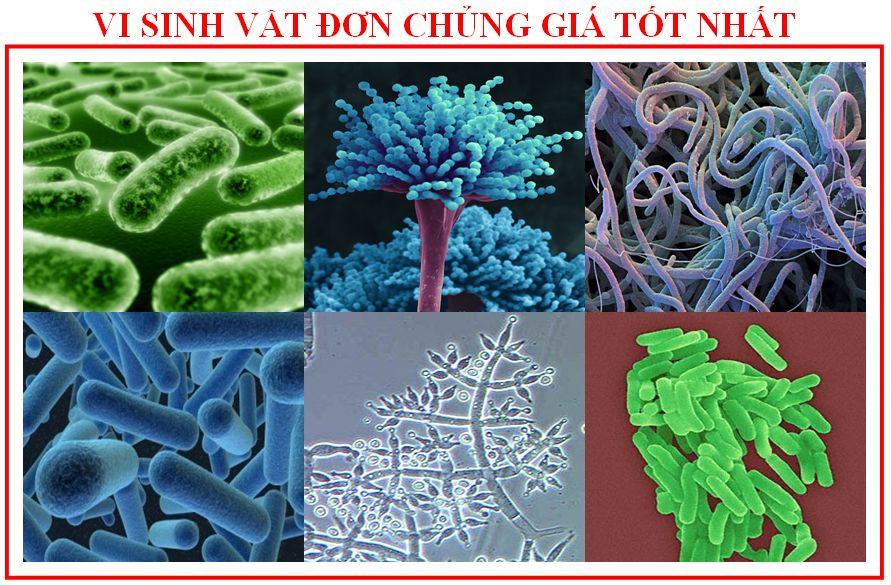 VI SINH VẬT ĐƠN CHỦNG GIÁ TỐT NHẤT